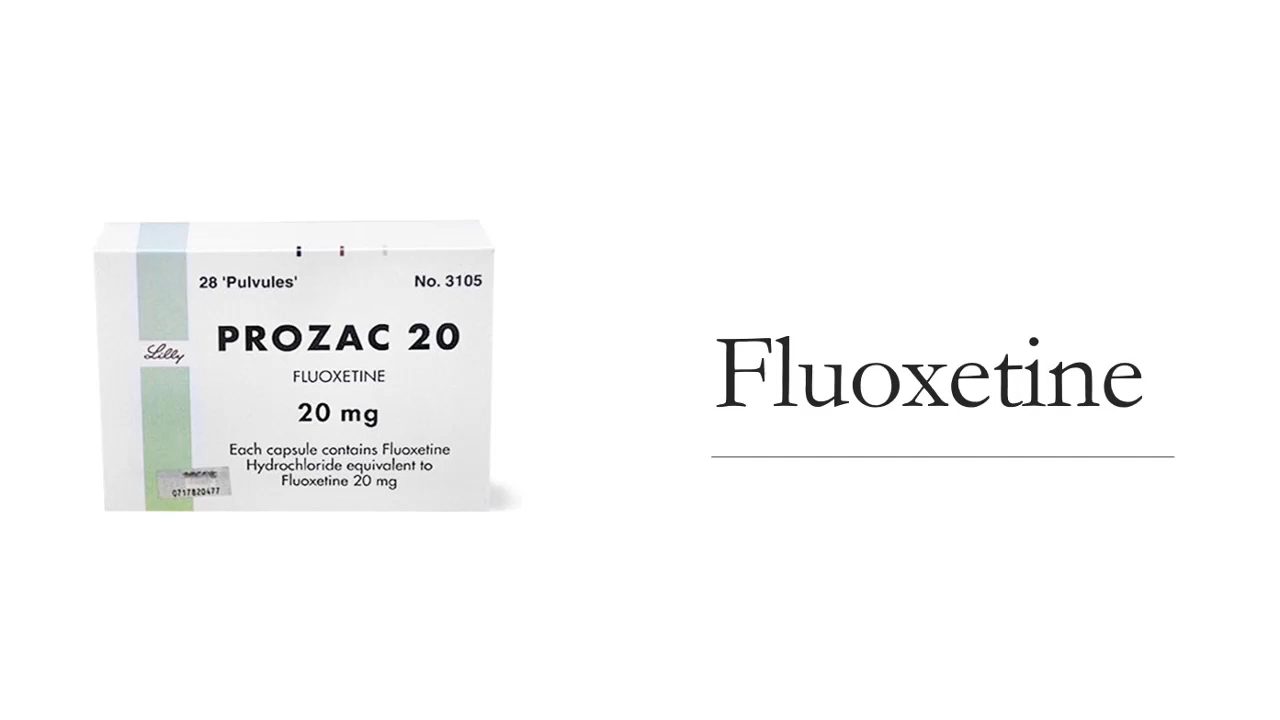 28 'Pulvules' No. 3105
PROZAC 20
Lilly
FLUOXETINE
20 mg
Each capsule contains Fluoxetine
Hydrochloride equivalent to
Fluoxetine 20 mg
0717820477
Fluoxetine